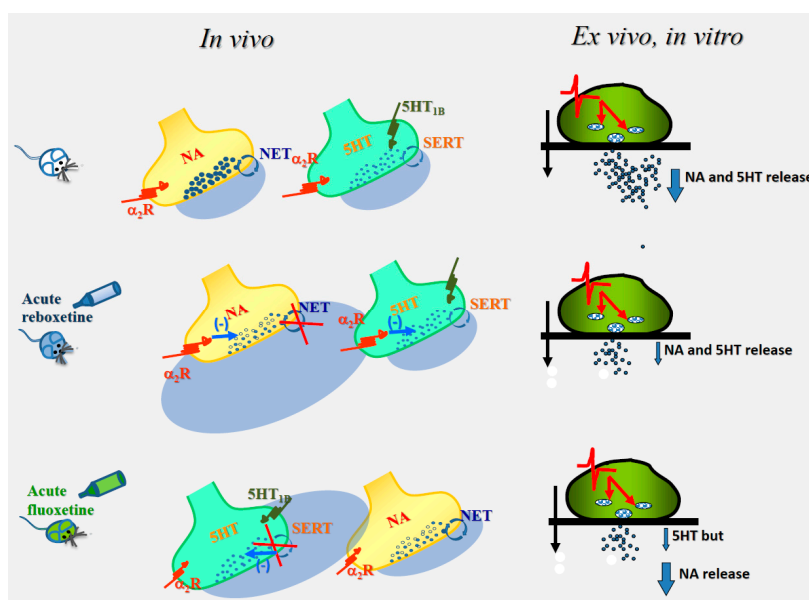 In vivo
Ex vivo, in vitro
NA
NET
α₂R
5HT
5HT1B
SERT
α₂R
NA and 5HT release
Acute
reboxetine
NA
(-)
NET
α₂R
5HT
(-)
SERT
α₂R
NA and 5HT release
Acute
fluoxetine
5HT
5HT1B
SERT
(-)
α₂R
NA
NET
α₂R
5HT but
NA release